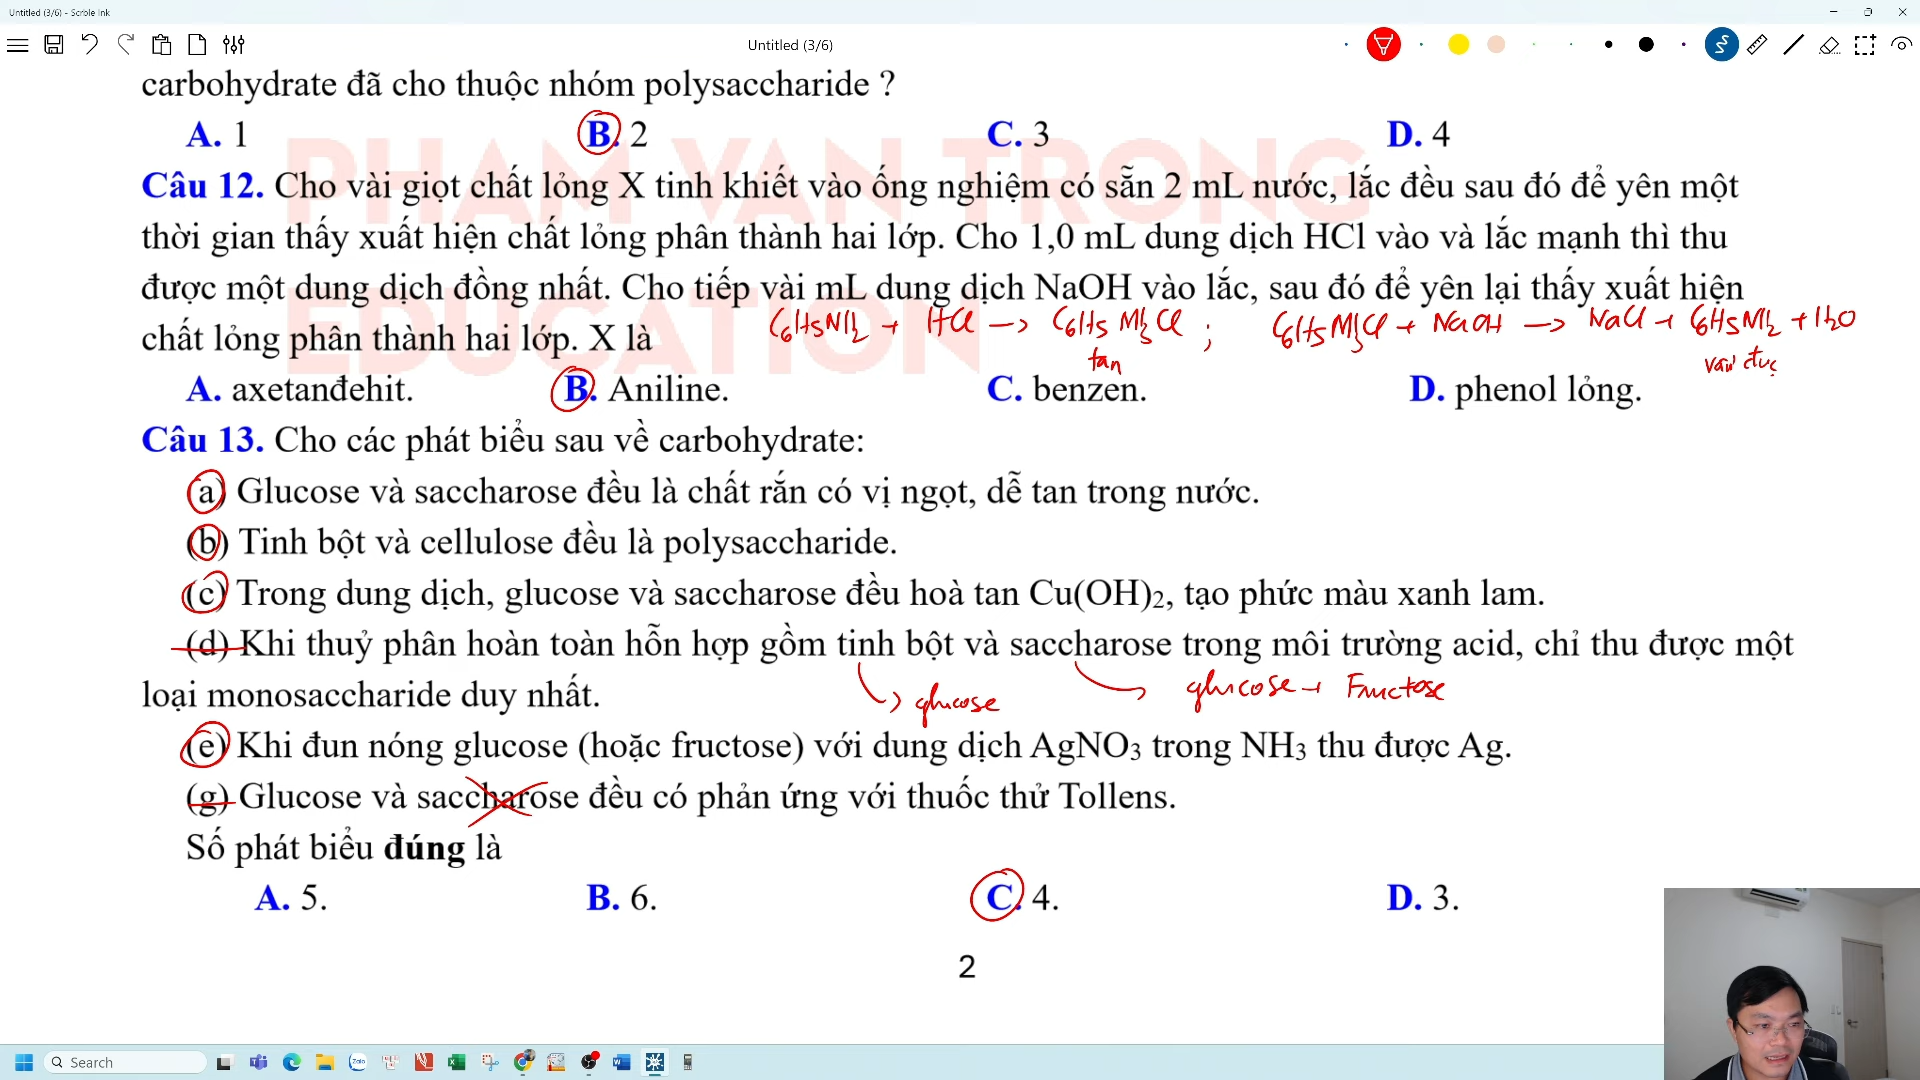 Untitled (3/6) - Scrble Ink
Untitled (3/6)
carbohydrate đã cho thuộc nhóm polysaccharide ?
A. 1 B. 2 C. 3 D. 4
PHAM VAN TRONG
EDUCATION
Câu 12. Cho vài giọt chất lỏng X tinh khiết vào ống nghiệm có sẵn 2 mL nước, lắc đều sau đó để yên một
thời gian thấy xuất hiện chất lỏng phân thành hai lớp. Cho 1,0 mL dung dịch HCl vào và lắc mạnh thì thu
được một dung dịch đồng nhất. Cho tiếp vài mL dung dịch NaOH vào lắc, sau đó để yên lại thấy xuất hiện
chất lỏng phân thành hai lớp. X là
C6H5NH2 + HCl → C6H5NH3Cl ; C6H5NH3Cl + NaOH → NaCl + C6H5NH2 + H2O
tan vẩn đục
A. axetanđehit. B. Aniline. C. benzen. D. phenol lỏng.
Câu 13. Cho các phát biểu sau về carbohydrate:
(a) Glucose và saccharose đều là chất rắn có vị ngọt, dễ tan trong nước.
(b) Tinh bột và cellulose đều là polysaccharide.
(c) Trong dung dịch, glucose và saccharose đều hoà tan Cu(OH)2, tạo phức màu xanh lam.
(d) Khi thuỷ phân hoàn toàn hỗn hợp gồm tinh bột và saccharose trong môi trường acid, chỉ thu được một
loại monosaccharide duy nhất.
glucose glucose + Fructose
(e) Khi đun nóng glucose (hoặc fructose) với dung dịch AgNO3 trong NH3 thu được Ag.
(g) Glucose và saccharose đều có phản ứng với thuốc thử Tollens.
Số phát biểu đúng là
A. 5. B. 6. C. 4. D. 3.
2
Search
Zalo